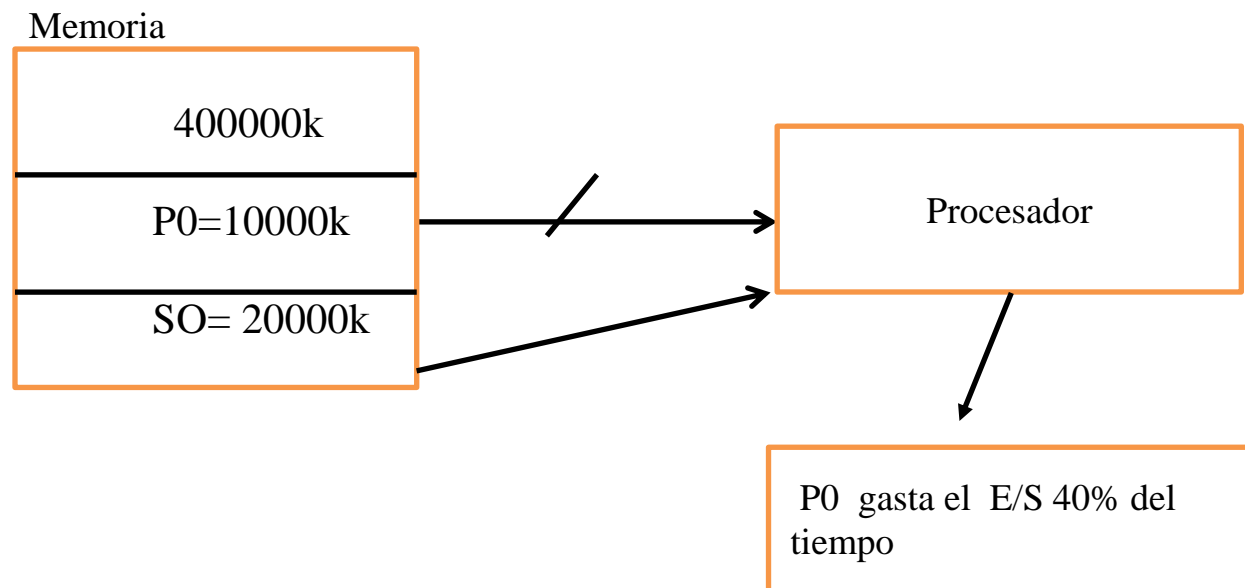 Memoria
400000k
P0=10000k
Procesador
SO= 20000k
P0 gasta el E/S 40% del
tiempo